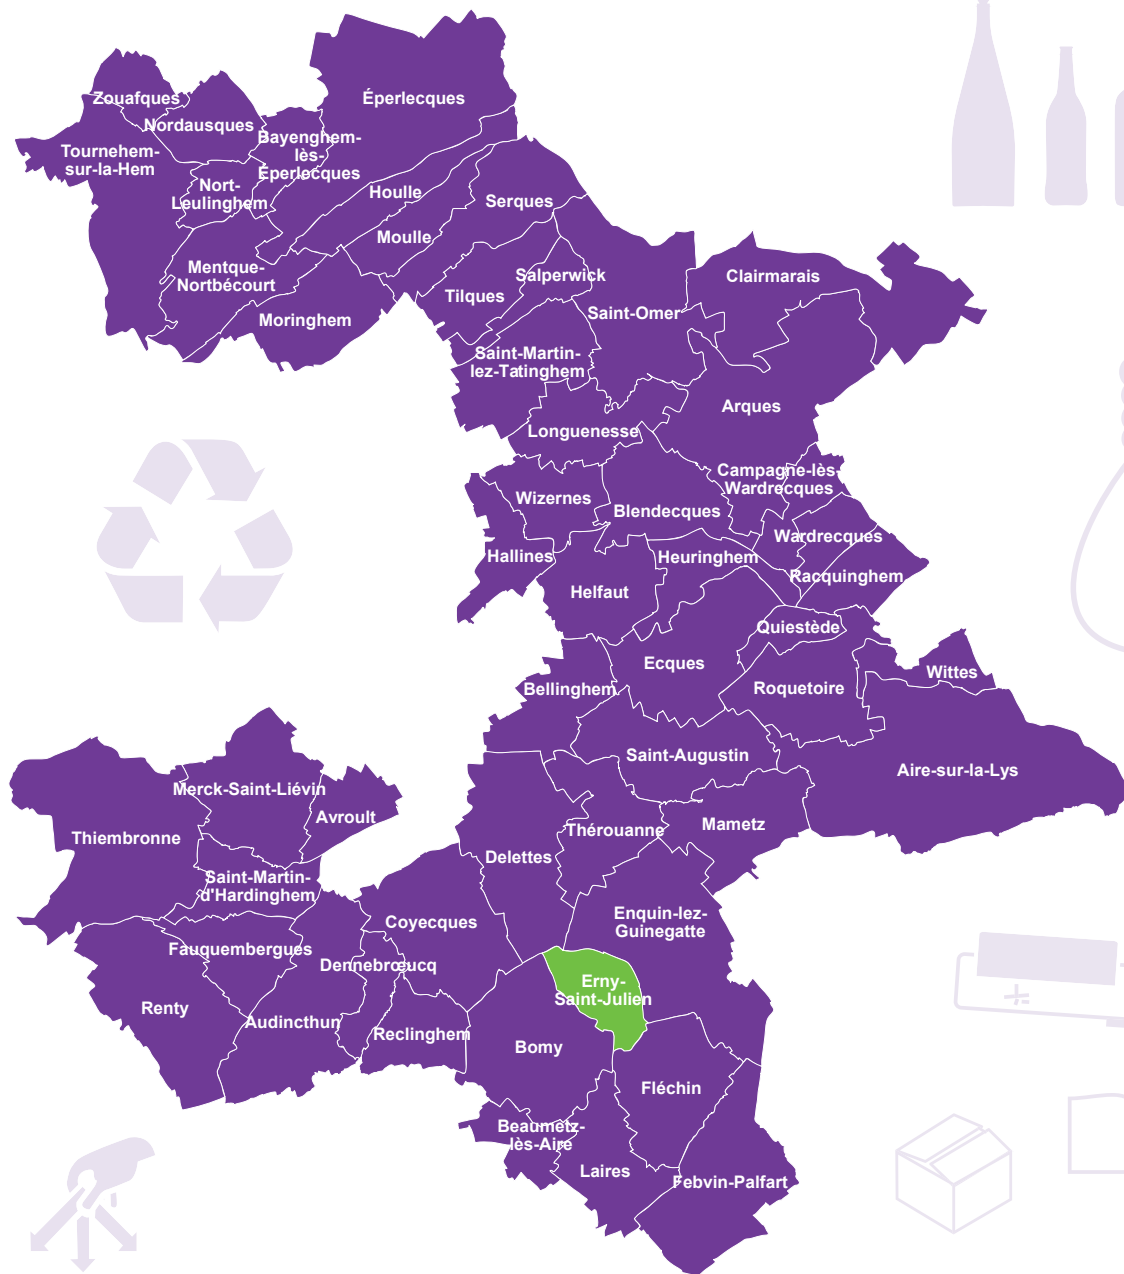 Éperlecques
Zouafques
Nordausques
Bayenghem-
lès-
Éperlecques
Tournehem-
sur-la-Hem
Nort-
Leulinghem
Houlle
Serques
Moulle
Mentque-
Nortbécourt
Salperwick
Clairmarais
Tilques
Saint-Omer
Moringhem
Saint-Martin-
lez-Tatinghem
Arques
Longuenesse
Campagne-lès-
Wardrecques
Wizernes
Blendecques
Wardrecques
Hallines
Heuringhem
Racquinghem
Helfaut
Quiestède
Ecques
Wittes
Bellinghem
Roquetoire
Saint-Augustin
Aire-sur-la-Lys
Merck-Saint-Liévin
Avroult
Thiembronne
Thérouanne
Mametz
Delettes
Saint-Martin-
d'Hardinghem
Coyecques
Enquin-lez-
Guinegatte
Fauquembergues
Dennebrœucq
Erny-
Saint-Julien
Renty
Audincthun
Reclinghem
Bomy
Fléchin
Beaumetz-
lès-Aire
Laires
Febvin-Palfart